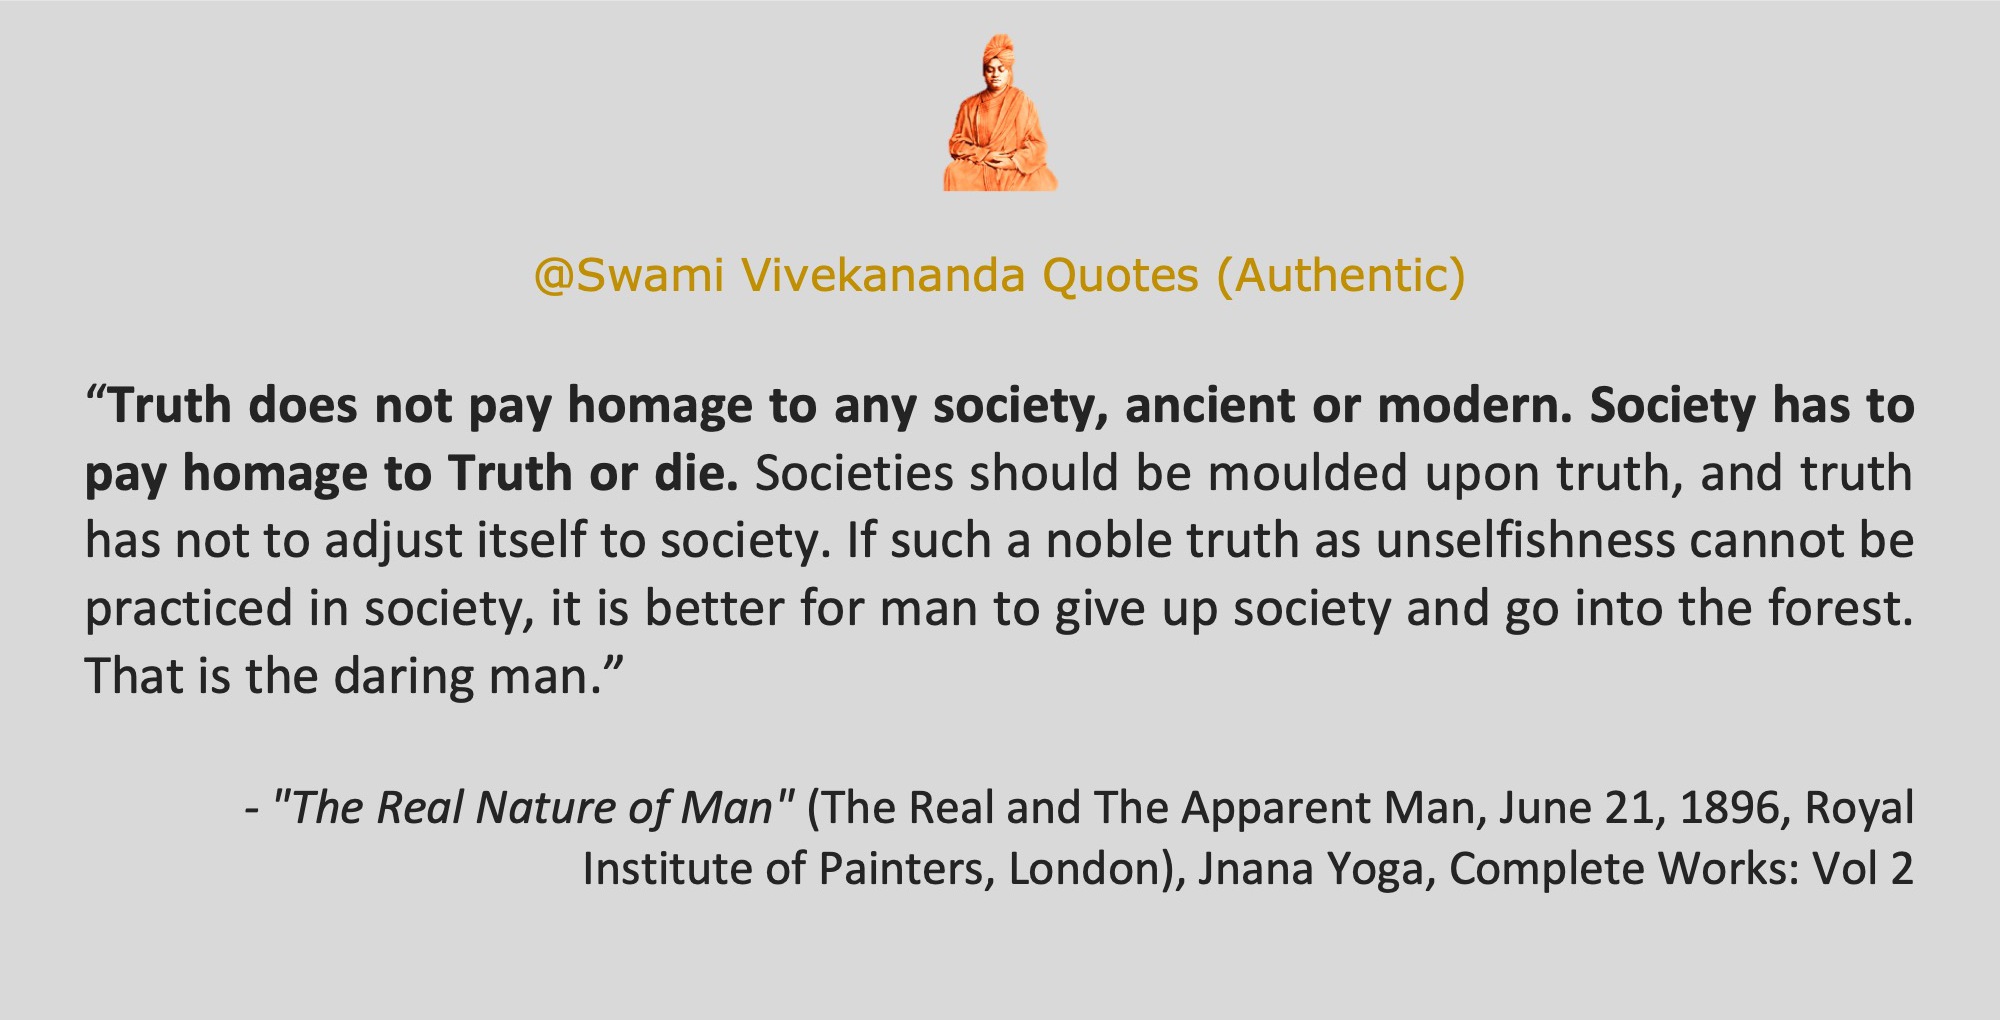 @Swami Vivekananda Quotes (Authentic)
“Truth does not pay homage to any society, ancient or modern. Society has to
pay homage to Truth or die. Societies should be moulded upon truth, and truth
has not to adjust itself to society. If such a noble truth as unselfishness cannot be
practiced in society, it is better for man to give up society and go into the forest.
That is the daring man.”
- "The Real Nature of Man" (The Real and The Apparent Man, June 21, 1896, Royal
Institute of Painters, London), Jnana Yoga, Complete Works: Vol 2